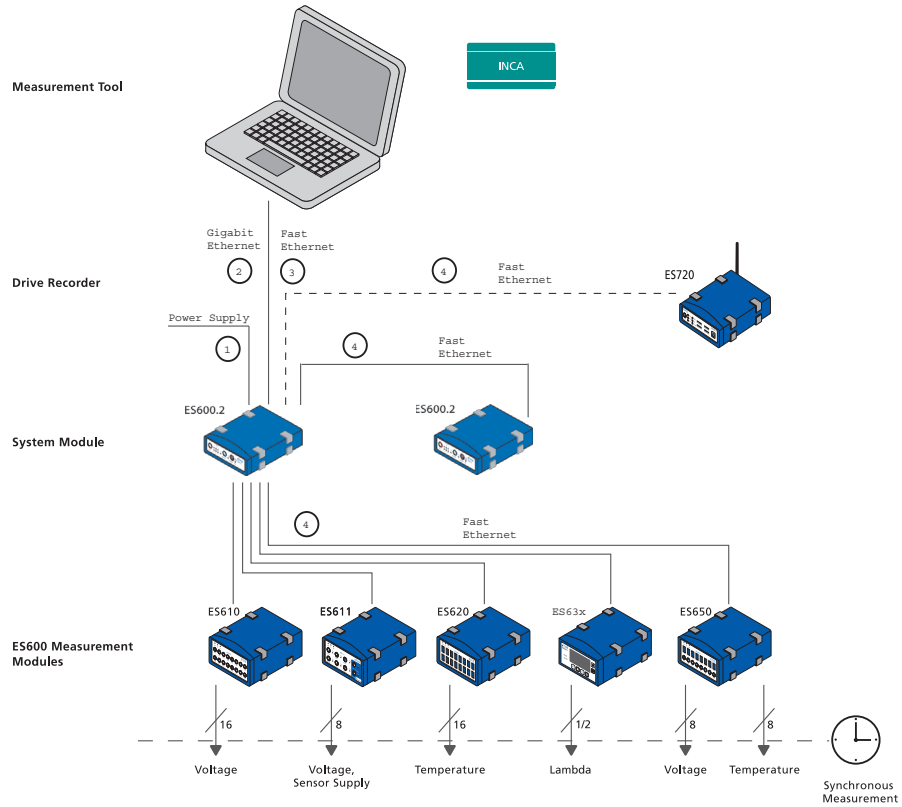 INCA
Measurement Tool
Gigabit
Ethernet
Fast
Ethernet
2
3
4
Fast
Ethernet
ES720
Drive Recorder
Power Supply
1
4
Fast
Ethernet
ES600.2
ES600.2
System Module
4
Fast
Ethernet
ES610
ES611
ES620
ES63x
ES650
ES600 Measurement
Modules
16
8
16
1/2
8
8
Voltage
Voltage,
Sensor Supply
Temperature
Lambda
Voltage
Temperature
Synchronous
Measurement